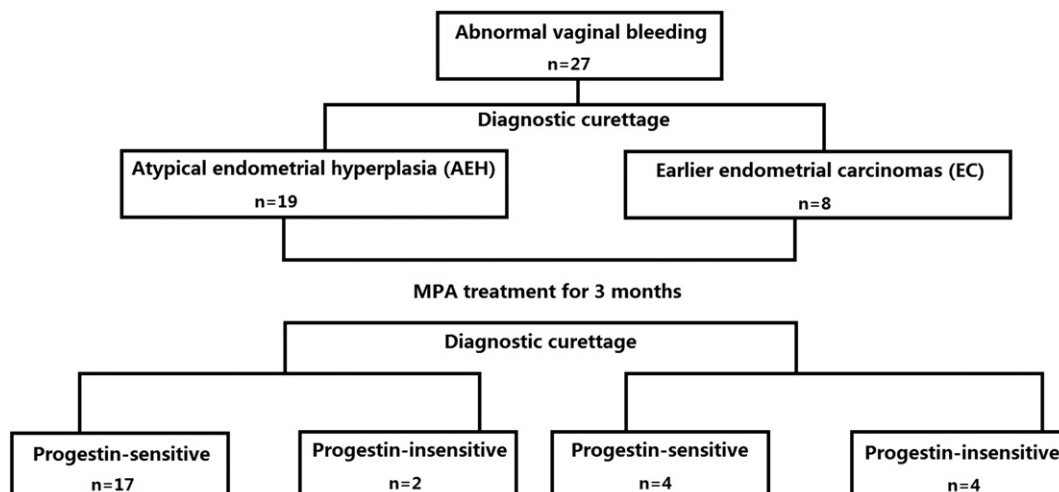 Abnormal vaginal bleeding
n=27
Diagnostic curettage
Atypical endometrial hyperplasia (AEH)
n=19
Earlier endometrial carcinomas (EC)
n=8
MPA treatment for 3 months
Diagnostic curettage
Progestin-sensitive
n=17
Progestin-insensitive
n=2
Progestin-sensitive
n=4
Progestin-insensitive
n=4